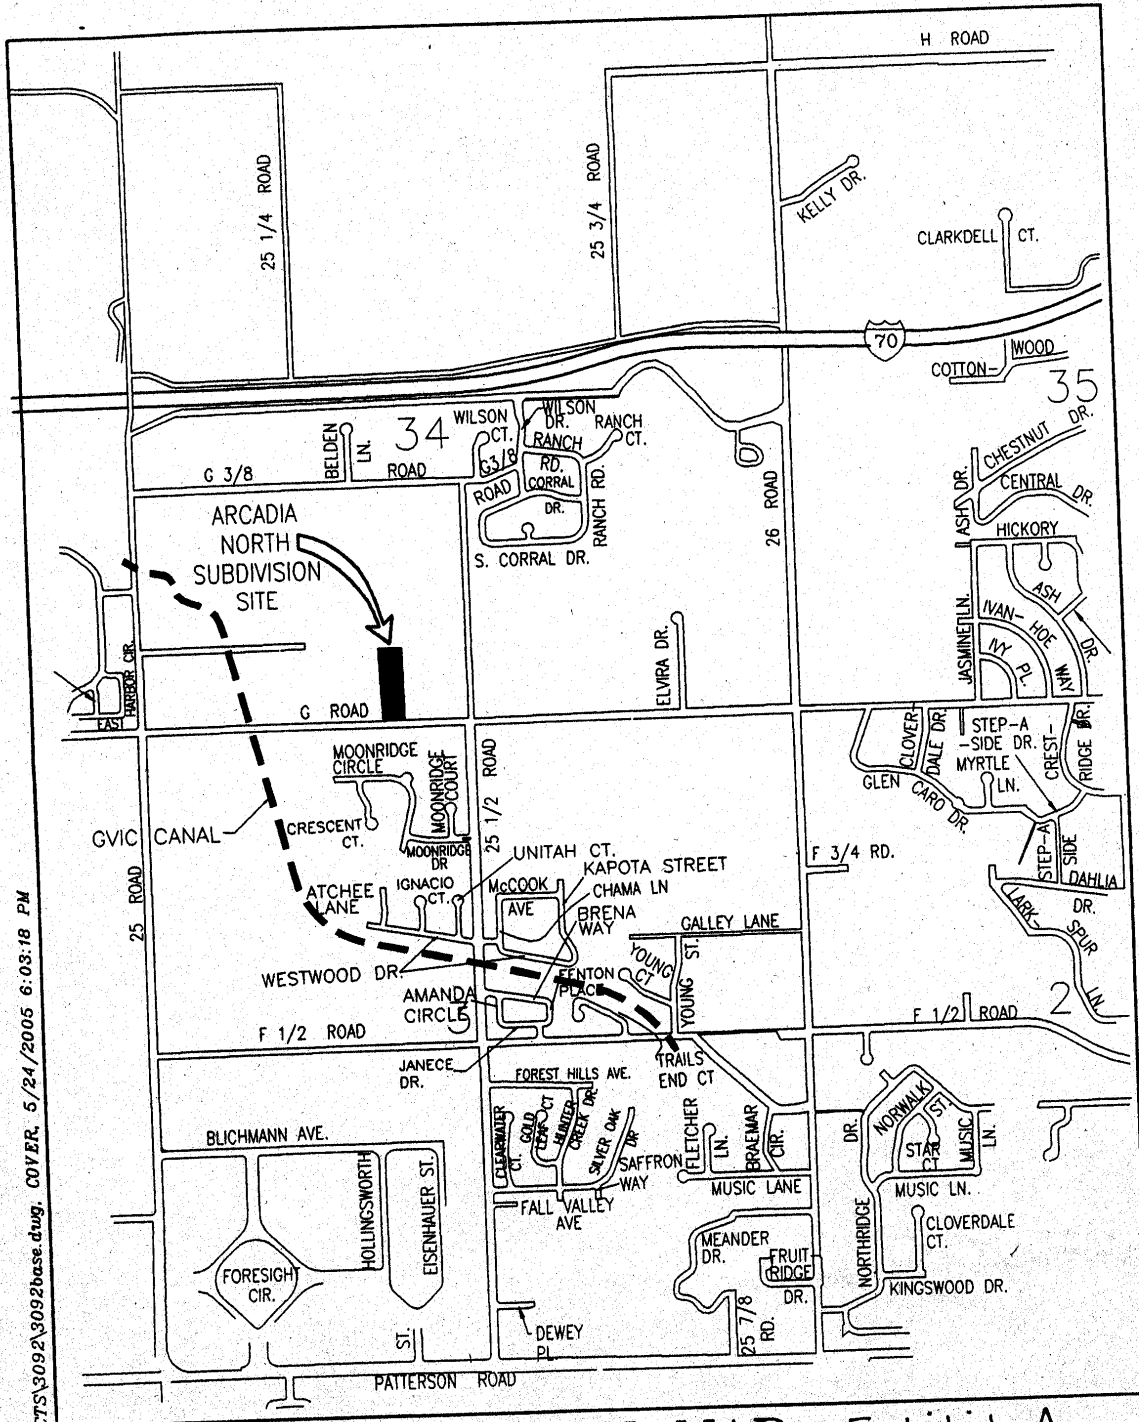 H ROAD
25 1/4 ROAD
25 3/4 ROAD
KELLY DR.
CLARKDELL CT.
70
COTTON-
WOOD
35
34
WILSON
CT.
WILSON
DR.
RANCH
CT.
RANCH
RD.
BELDEN
LN.
G 3/8
ROAD
G3/8
ROAD
CORRAL
DR.
RANCH RD.
S. CORRAL DR.
26 ROAD
CHESTNUT DR.
ASH DR.
CENTRAL DR.
HICKORY
ASH
DR.
IVAN-
HOE
WAY
IVY
PL.
JASMINE LN.
ARCADIA
NORTH
SUBDIVISION
SITE
ELVIRA DR.
HARBOR CIR.
EAST
G ROAD
CLOVER-
DALE DR.
STEP-A
-SIDE DR.
MYRTLE
LN.
CREST-
RIDGE DR.
GLEN CARO DR.
MOONRIDGE
CIRCLE
MOONRIDGE
COURT
25 1/2 ROAD
GVIC CANAL
CRESCENT
CT.
MOONRIDGE
DR
UNITAH CT.
KAPOTA STREET
F 3/4 RD.
STEP-A
SIDE
DAHLIA
DR.
ATCHEE
LANE
IGNACIO
CT.
McCOOK
AVE
CHAMA LN
BRENA
WAY
LARK-
SPUR
LN.
25 ROAD
GALLEY LANE
YOUNG
CT
YOUNG ST.
WESTWOOD DR.
FENTON
PLACE
AMANDA
CIRCLE
F 1/2 ROAD
F 1/2 ROAD
2
JANECE
DR.
TRAILS
END CT
FOREST HILLS AVE.
CLEARWATER
CT.
GOLD
LEAF CT
HUNTER
CREEK DR.
SILVER OAK
DR
FLETCHER
LN.
BRAEMAR
CIR.
NORWALK
ST.
STAR
CT
MUSIC
LN.
BLICHMANN AVE.
SAFFRON
WAY
MUSIC LANE
MUSIC LN.
HOLLINGSWORTH
EISENHAUER ST.
FALL VALLEY
AVE
NORTHRIDGE
DR.
CLOVERDALE
CT.
MEANDER
DR.
FRUIT
RIDGE
DR.
KINGSWOOD DR.
FORESIGHT
CIR.
25 7/8
RD.
DEWEY
PL.
ST.
PATTERSON ROAD
CTS\3092\3092base.dwg, COVER, 5/24/2005 6:03:18 PM